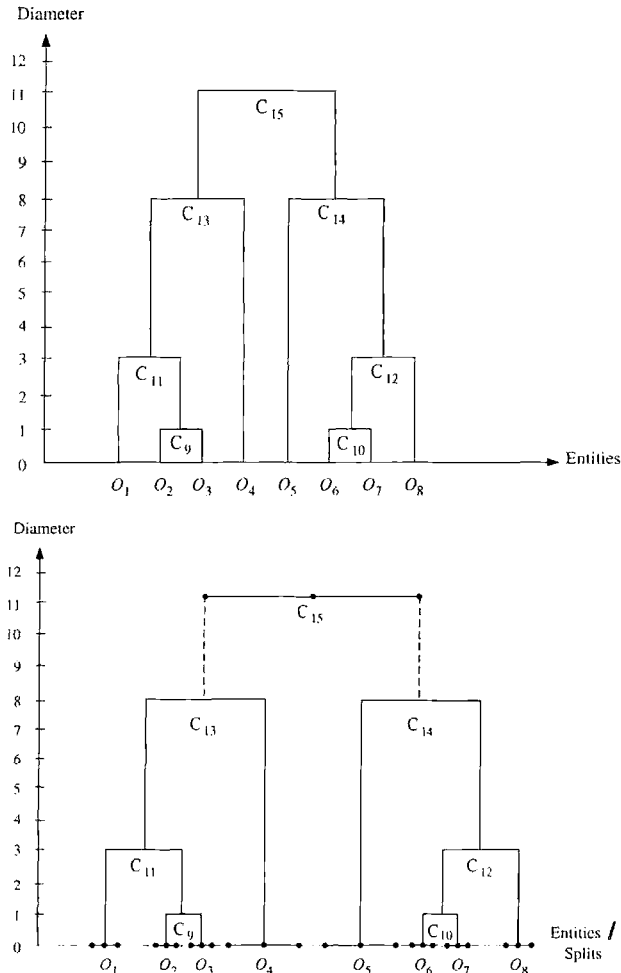 Diameter
12
11
C15
10
9
8
C13 C14
7
6
5
4
3
C11 C12
2
1
C9 C10
0
Entities
O1 O2 O3 O4 O5 O6 O7 O8
Diameter
12
11
C15
10
9
8
C13 C14
7
6
5
4
3
C11 C12
2
1
C9 C10
0
Entities /
Splits
O1 O2 O3 O4 O5 O6 O7 O8